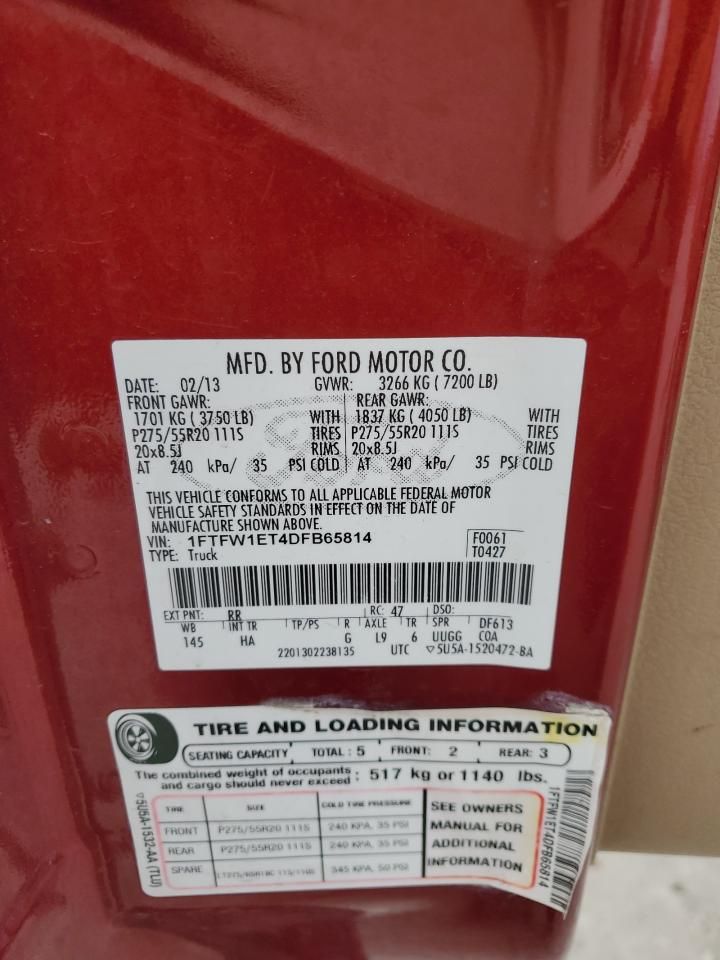 MFD. BY FORD MOTOR CO.
DATE: 02/13 GVWR: 3266 KG ( 7200 LB)
FRONT GAWR: REAR GAWR:
1701 KG ( 3750 LB) WITH 1837 KG ( 4050 LB) WITH
P275/55R20 111S TIRES P275/55R20 111S TIRES
20x8.5J RIMS 20x8.5J RIMS
AT 240 kPa/ 35 PSI COLD AT 240 kPa/ 35 PSI COLD
THIS VEHICLE CONFORMS TO ALL APPLICABLE FEDERAL MOTOR
VEHICLE SAFETY STANDARDS IN EFFECT ON THE DATE OF
MANUFACTURE SHOWN ABOVE.
VIN: 1FTFW1ET4DFB65814 F0061
TYPE: Truck T0427
EXT PNT: RR RC: 47 DSO:
WB INT TR TP/PS R AXLE TR SPR DF613
145 HA G L9 6 UUGG COA
2201302238135 UTC ▽5U5A-1520472-BA
TIRE AND LOADING INFORMATION
SEATING CAPACITY TOTAL : 5 FRONT: 2 REAR: 3
The combined weight of occupants
and cargo should never exceed : 517 kg or 1140 lbs.
TIRE SIZE COLD TIRE PRESSURE
FRONT P275/55R20 111S 240 KPA, 35 PSI
REAR P275/55R20 111S 240 KPA, 35 PSI
SPARE 345 KPA, 50 PSI
SEE OWNERS
MANUAL FOR
ADDITIONAL
INFORMATION
▽5U5A-1532-AA (TLU)
1FTFW1ET4DFB65814